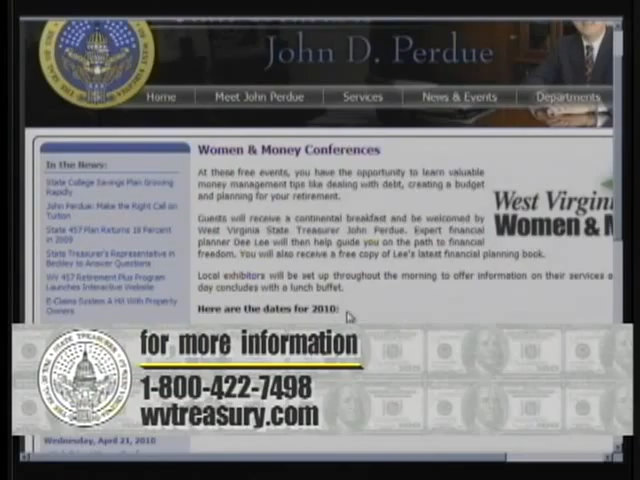 John D. Perdue
Home Meet John Perdue Services News & Events Departments
In the News:
State College Savings Plan Growing
Rapidly
John Perdue: Make the Right Call on
Tuition
State 457 Plan Returns 18 Percent
in 2009
State Treasurer's Representative in
Beckley to Answer Questions
WV 457 Retirement Plus Program
Launches Interactive Website
E-Claims System A Hit With Property
Owners
Women & Money Conferences
At these free events, you have the opportunity to learn valuable
money management tips like dealing with debt, creating a budget
and planning for your retirement.
Guests will receive a continental breakfast and be welcomed by
West Virginia State Treasurer John Perdue. Expert financial
planner Dee Lee will then help guide you on the path to financial
freedom. You will also receive a free copy of Lee's latest financial planning book.
Local exhibitors will be set up throughout the morning to offer information on their services o
day concludes with a lunch buffet.
Here are the dates for 2010:
West Virgini
Women & M
for more information
1-800-422-7498
wvtreasury.com
Wednesday, April 21, 2010